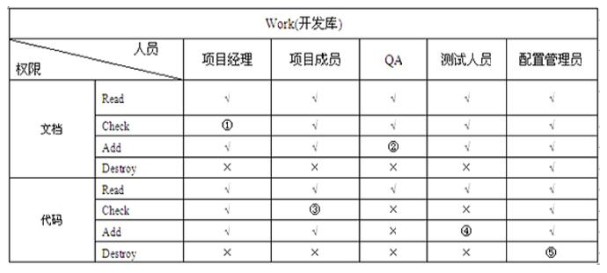 Work(开发库)
人员 权限 项目经理 项目成员 QA 测试人员 配置管理员
文档 Read √ √ √ √ √
Check ① √ √ √ √
Add √ √ ② √ √
Destroy × × × × √
代码 Read √ √ √ √ √
Check √ ③ × × √
Add √ √ × ④ √
Destroy × × × × ⑤